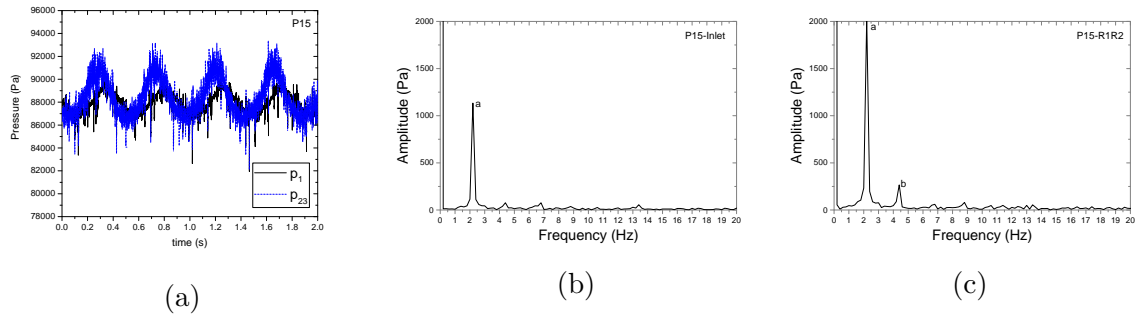 P15
96000
94000
92000
90000
88000
86000
84000
82000
80000
78000
Pressure (Pa)
0.0 0.2 0.4 0.6 0.8 1.0 1.2 1.4 1.6 1.8 2.0
time (s)
p1
p23
(a)
P15-Inlet
2000
1500
1000
500
0
Amplitude (Pa)
a
0 1 2 3 4 5 6 7 8 9 10 11 12 13 14 15 16 17 18 19 20
Frequency (Hz)
(b)
P15-R1R2
2000
1500
1000
500
0
Amplitude (Pa)
a
b
0 1 2 3 4 5 6 7 8 9 10 11 12 13 14 15 16 17 18 19 20
Frequency (Hz)
(c)